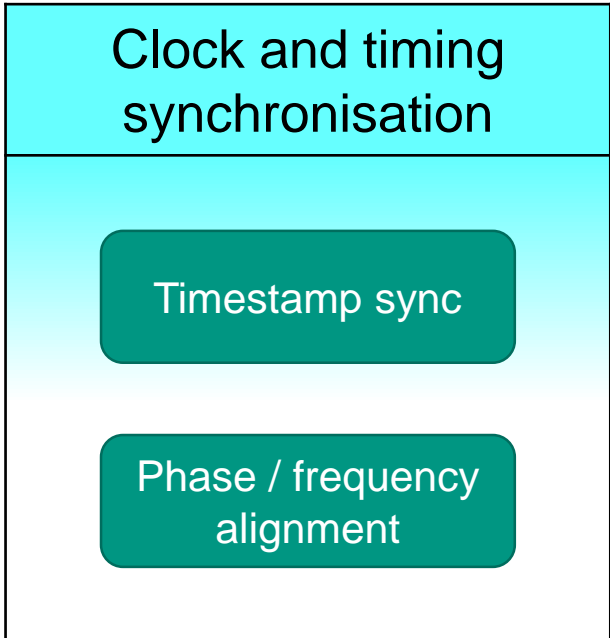 Clock and timing
synchronisation
Timestamp sync
Phase / frequency
alignment